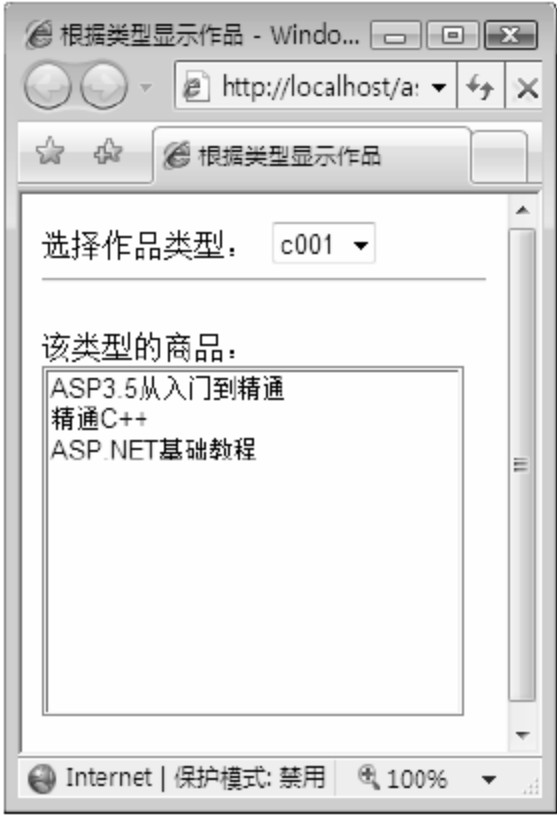 根据类型显示作品 - Windo...
http://localhost/a
根据类型显示作品
选择作品类型： c001
该类型的商品：
ASP3.5从入门到精通
精通C++
ASP.NET基础教程
Internet | 保护模式: 禁用 100%